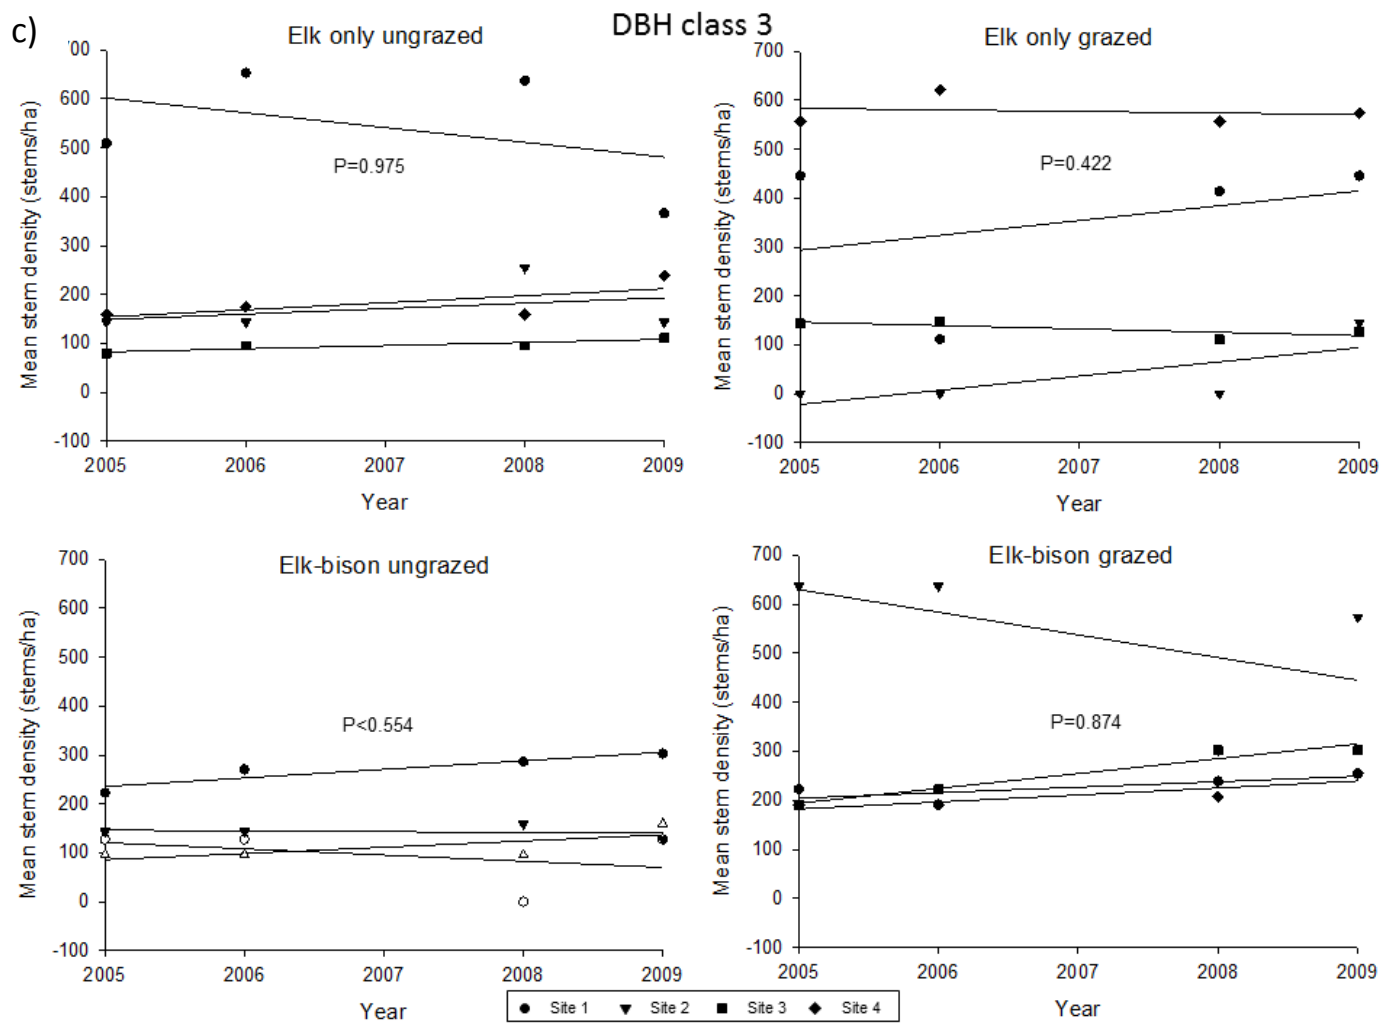 c)
DBH class 3
Elk only ungrazed
Mean stem density (stems/ha)
'00
600
500
400
300
200
100
0
-100
P=0.975
2005 2006 2007 2008 2009
Year
Elk only grazed
Mean stem density (stems/ha)
700
600
500
400
300
200
100
0
-100
P=0.422
2005 2006 2007 2008 2009
Year
Elk-bison ungrazed
Mean stem density (stems/ha)
700
600
500
400
300
200
100
0
-100
P<0.554
2005 2006 2007 2008 2009
Year
Elk-bison grazed
Mean stem density (stems/ha)
700
600
500
400
300
200
100
0
-100
P=0.874
2005 2006 2007 2008 2009
Year
Site 1 Site 2 Site 3 Site 4